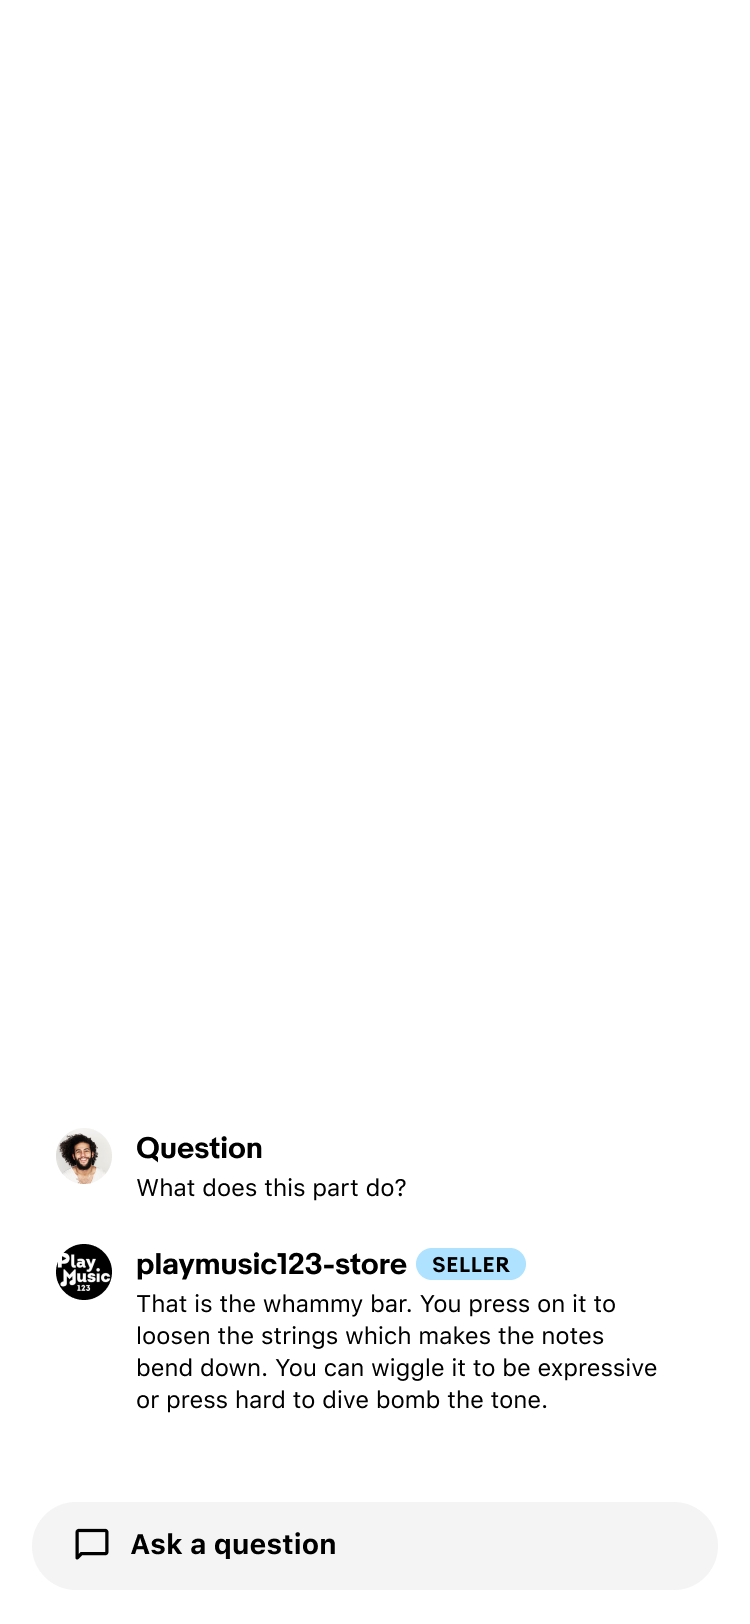 Question
What does this part do?
playmusic123-store SELLER
Play
Music
123
That is the whammy bar. You press on it to
loosen the strings which makes the notes
bend down. You can wiggle it to be expressive
or press hard to dive bomb the tone.
Ask a question